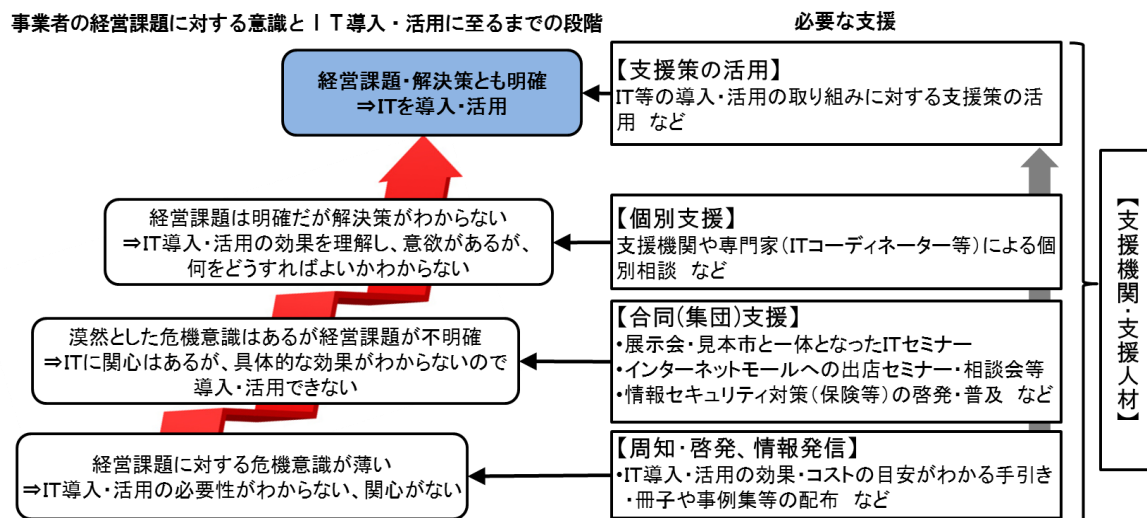 事業者の経営課題に対する意識とＩＴ導入・活用に至るまでの段階
必要な支援
経営課題・解決策とも明確
⇒ITを導入・活用
【支援策の活用】
IT等の導入・活用の取り組みに対する支援策の活
用 など
経営課題は明確だが解決策がわからない
⇒IT導入・活用の効果を理解し、意欲があるが、
何をどうすればよいかわからない
【個別支援】
支援機関や専門家(ITコーディネーター等)による個
別相談 など
漠然とした危機意識はあるが経営課題が不明確
⇒ITに関心はあるが、具体的な効果がわからないので
導入・活用できない
【合同(集団)支援】
・展示会・見本市と一体となったITセミナー
・インターネットモールへの出店セミナー・相談会等
・情報セキュリティ対策(保険等)の啓発・普及 など
経営課題に対する危機意識が薄い
⇒IT導入・活用の必要性がわからない、関心がない
【周知・啓発、情報発信】
・IT導入・活用の効果・コストの目安がわかる手引き
・冊子や事例集等の配布 など
【支援機関・支援人材】